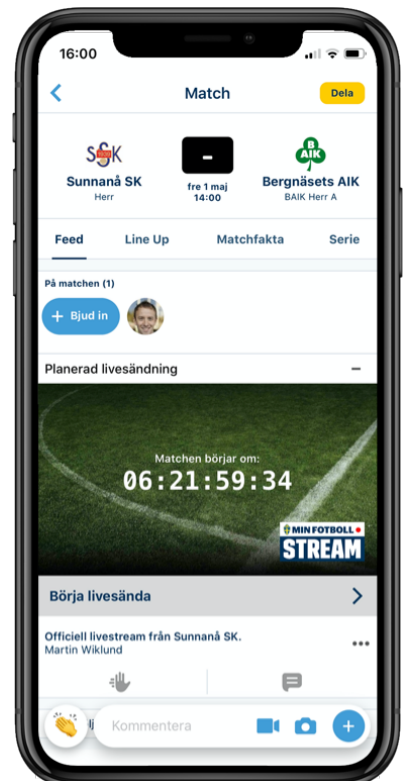 16:00
Match
Dela
SSK
BAIK
-
Sunnanå SK
Herr
fre 1 maj
14:00
Bergnäsets AIK
BAIK Herr A
Feed
Line Up
Matchfakta
Serie
På matchen (1)
+ Bjud in
Planerad livesändning
Matchen börjar om:
06:21:59:34
MIN FOTBOLL
STREAM
Börja livesända
Officiell livestream från Sunnanå SK.
Martin Wiklund
Kommentera